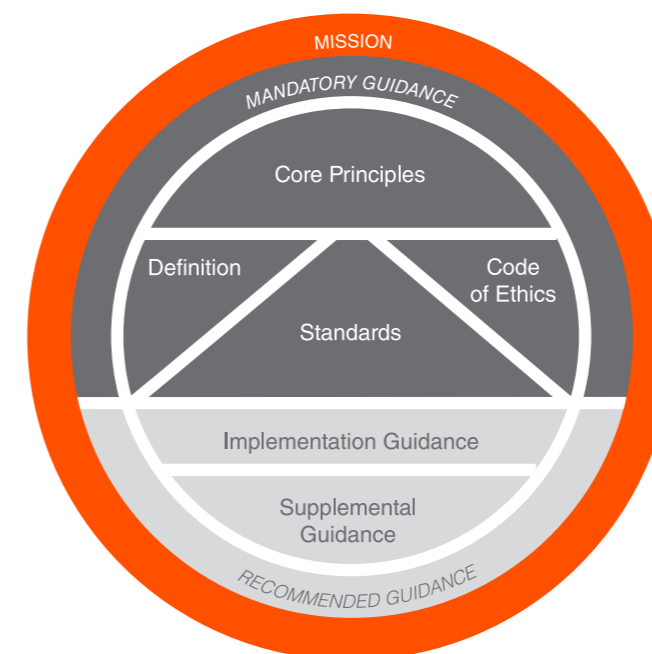 MISSION
MANDATORY GUIDANCE
Core Principles
Definition
Code
of Ethics
Standards
Implementation Guidance
Supplemental
Guidance
RECOMMENDED GUIDANCE